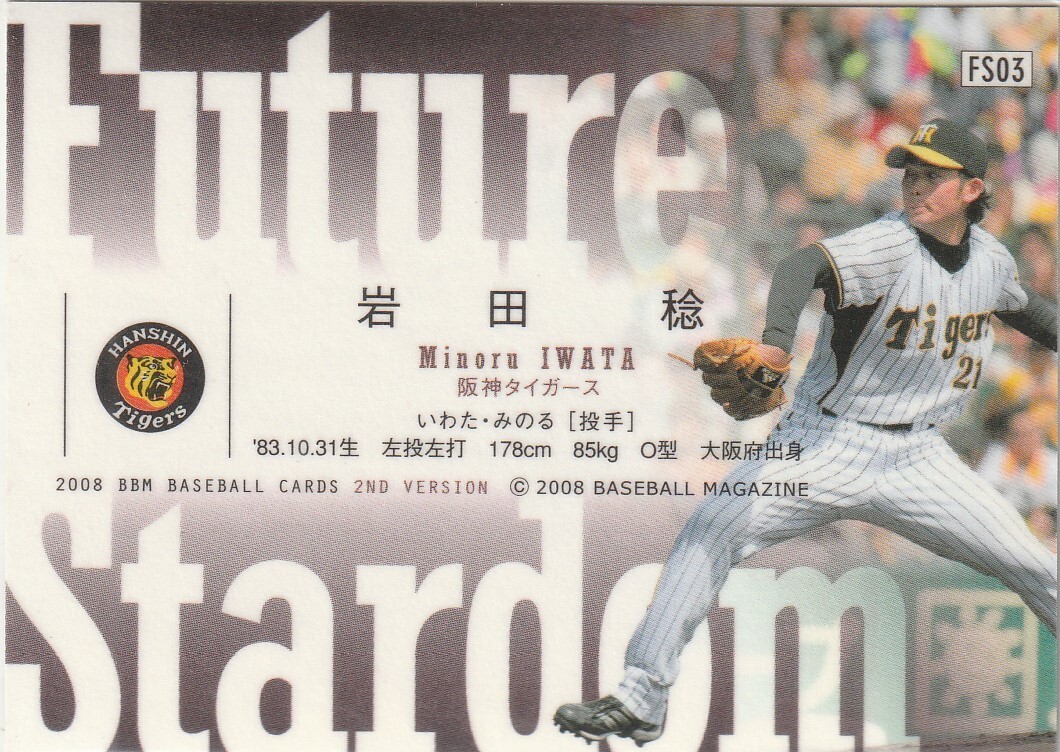 Future
FS03
岩田稔
Minoru IWATA
阪神タイガース
いわた・みのる［投手］
'83.10.31生 左投左打 178cm 85kg O型 大阪府出身
HANSHIN
Tigers
2008 BBM BASEBALL CARDS 2ND VERSION © 2008 BASEBALL MAGAZINE
Stardom
Tigers
21